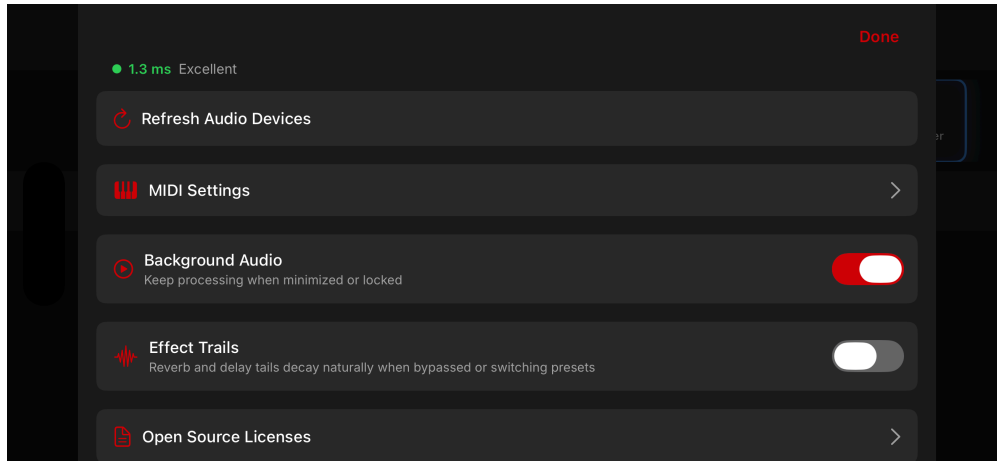 Done
1.3 ms Excellent
Refresh Audio Devices
er
MIDI Settings
Background Audio
Keep processing when minimized or locked
Effect Trails
Reverb and delay tails decay naturally when bypassed or switching presets
Open Source Licenses